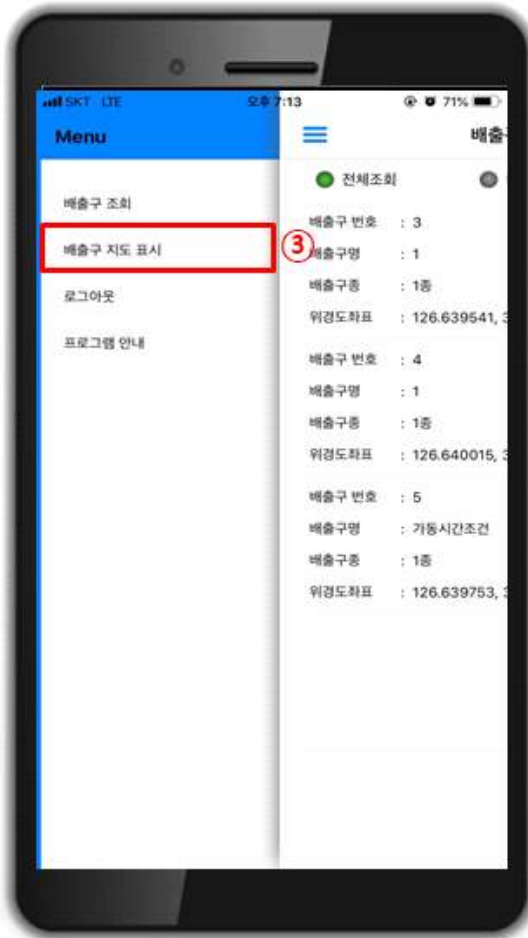 SKT LTE
오후 7:13
71%
Menu
배출구 조회
배출구 지도 표시
로그아웃
프로그램 안내
③
배출
전체조회
배출구 번호 : 3
배출구명 : 1
배출구종 : 1종
위경도좌표 : 126.639541, 3
배출구 번호 : 4
배출구명 : 1
배출구종 : 1종
위경도좌표 : 126.640015, 3
배출구 번호 : 5
배출구명 : 가동시간조건
배출구종 : 1종
위경도좌표 : 126.639753, 3